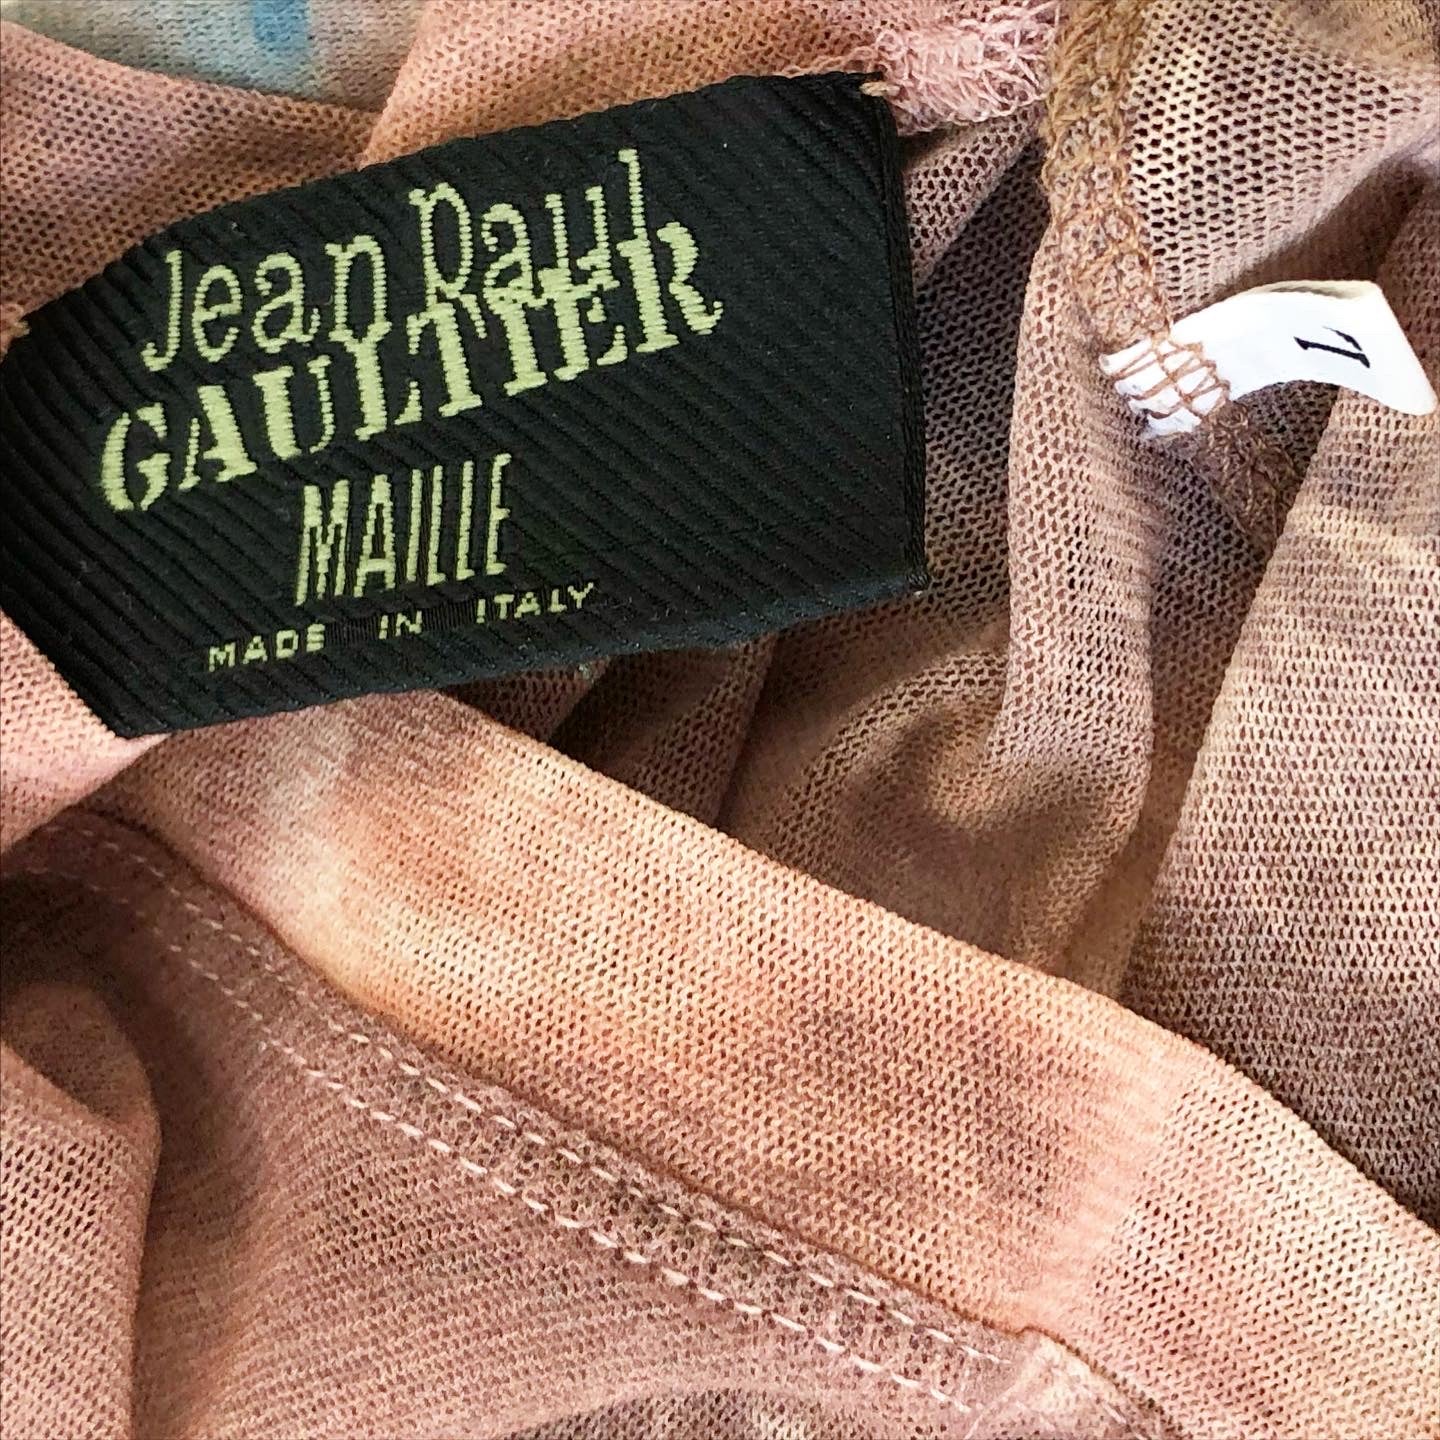 Jean Paul
GAULTIER
MAILLE
MADE IN ITALY
L